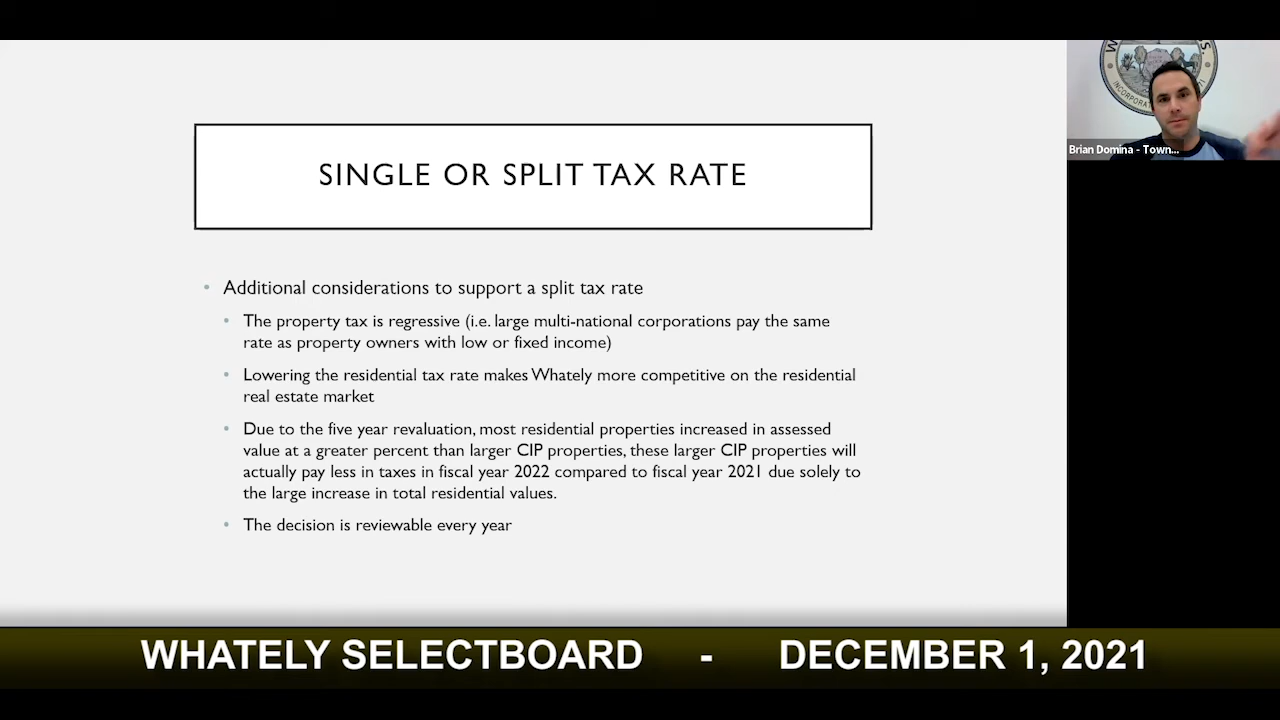 SINGLE OR SPLIT TAX RATE
• Additional considerations to support a split tax rate
• The property tax is regressive (i.e. large multi-national corporations pay the same
rate as property owners with low or fixed income)
• Lowering the residential tax rate makes Whately more competitive on the residential
real estate market
• Due to the five year revaluation, most residential properties increased in assessed
value at a greater percent than larger CIP properties, these larger CIP properties will
actually pay less in taxes in fiscal year 2022 compared to fiscal year 2021 due solely to
the large increase in total residential values.
• The decision is reviewable every year
Brian Domina - Town...
WHATELY SELECTBOARD - DECEMBER 1, 2021